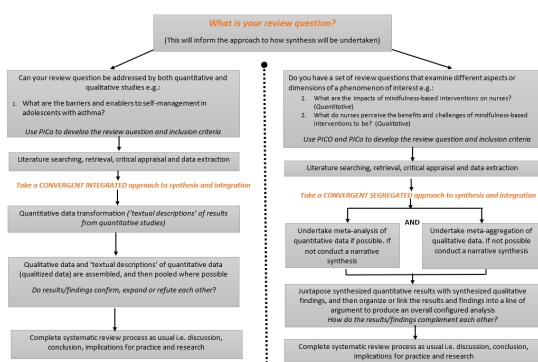 What is your review question?
(This will inform the approach to how synthesis will be undertaken)
Can your review question be addressed by both quantitative and
qualitative studies e.g.:
1. What are the barriers and enablers to self-management in
adolescents with asthma?
Use PICo to develop the review question and inclusion criteria
Literature searching, retrieval, critical appraisal and data extraction
Take a CONVERGENT INTEGRATED approach to synthesis and integration
Quantitative data transformation ('textual descriptions' of results
from quantitative studies)
Qualitative data and 'textual descriptions' of quantitative data
(qualitized data) are assembled, and then pooled where possible
Do results/findings confirm, expand or refute each other?
Complete systematic review process as usual i.e. discussion,
conclusion, implications for practice and research
Do you have a set of review questions that examine different aspects or
dimensions of a phenomenon of interest e.g.:
1. What are the impacts of mindfulness-based interventions on nurses?
(Quantitative)
2. What do nurses perceive the benefits and challenges of mindfulness-based
interventions to be? (Qualitative)
Use PICO and PICo to develop the review question and inclusion criteria
Literature searching, retrieval, critical appraisal and data extraction
Take a CONVERGENT SEGREGATED approach to synthesis and integration
AND
Undertake meta-analysis of
quantitative data if possible. If
not conduct a narrative
synthesis
Undertake meta-aggregation of
qualitative data. If not possible
conduct a narrative synthesis
Juxtapose synthesized quantitative results with synthesized qualitative
findings, and then organize or link the results and findings into a line of
argument to produce an overall configured analysis
How do the results/findings complement each other?
Complete systematic review process as usual i.e. discussion, conclusion,
implications for practice and research